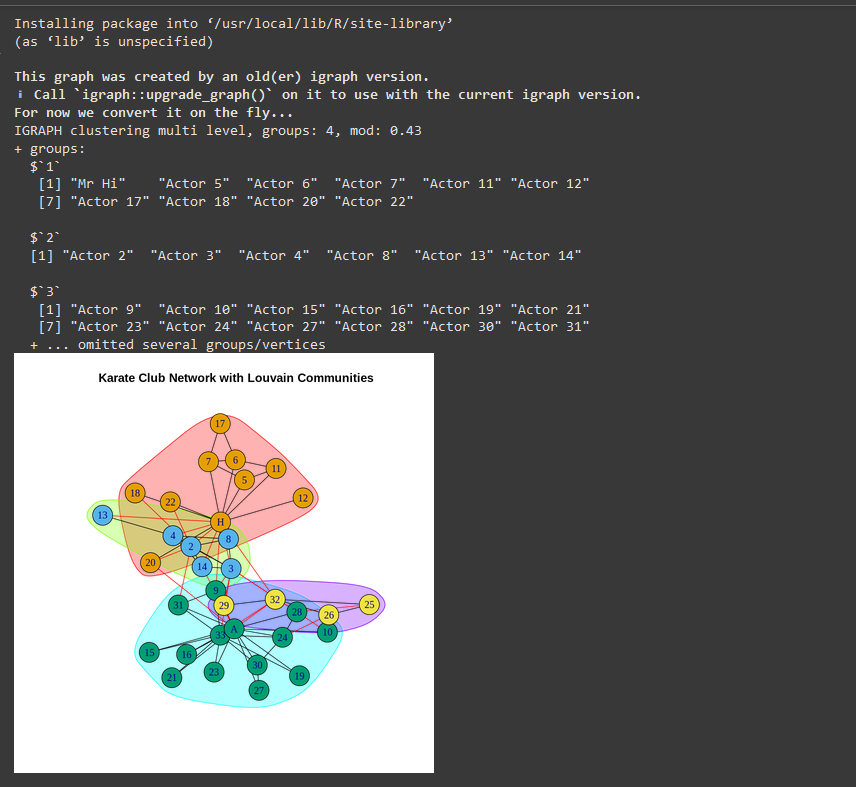 Installing package into ‘/usr/local/lib/R/site-library’
(as ‘lib’ is unspecified)
This graph was created by an old(er) igraph version.
ℹ Call `igraph::upgrade_graph()` on it to use with the current igraph version.
For now we convert it on the fly...
IGRAPH clustering multi level, groups: 4, mod: 0.43
+ groups:
  $`1`
   [1] "Mr Hi"    "Actor 5"  "Actor 6"  "Actor 7"  "Actor 11" "Actor 12"
   [7] "Actor 17" "Actor 18" "Actor 20" "Actor 22"
  $`2`
  [1] "Actor 2"  "Actor 3"  "Actor 4"  "Actor 8"  "Actor 13" "Actor 14"
  $`3`
   [1] "Actor 9"  "Actor 10" "Actor 15" "Actor 16" "Actor 19" "Actor 21"
   [7] "Actor 23" "Actor 24" "Actor 27" "Actor 28" "Actor 30" "Actor 31"
  + ... omitted several groups/vertices
Karate Club Network with Louvain Communities
17
7
6
11
5
18
22
12
13
H
4
8
2
20
14
3
9
32
31
29
25
28
26
33
A
10
24
15
16
30
23
21
19
27